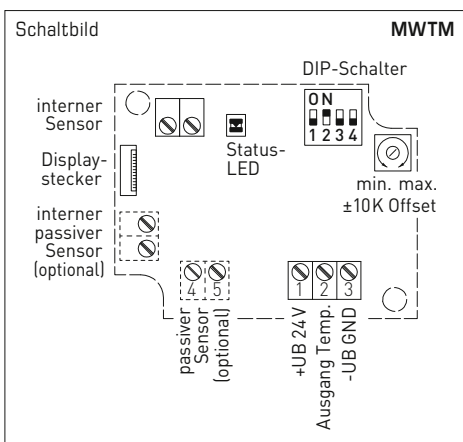 Schaltbild
MWTM
DIP-Schalter
ON
1 2 3 4
interner
Sensor
Status-
LED
Display-
stecker
min. max.
±10K Offset
interner
passiver
Sensor
(optional)
4 5
1 2 3
passiver
Sensor
(optional)
+UB 24V
Ausgang Temp.
-UB GND